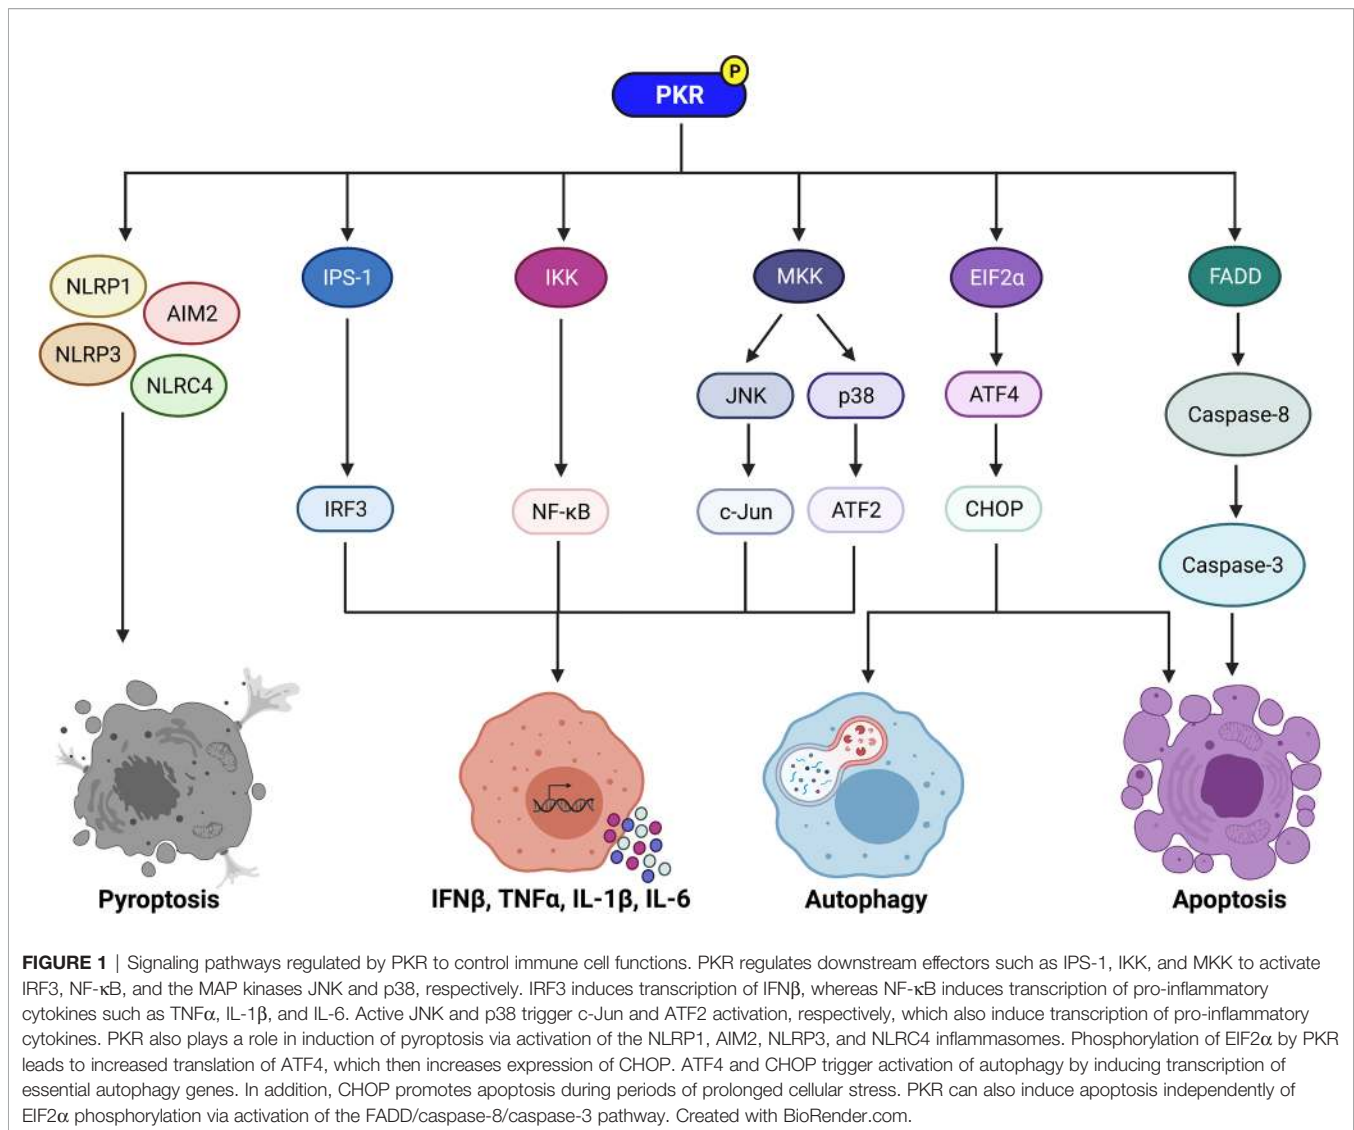 P
PKR
NLRP1
AIM2
NLRP3
NLRC4
IPS-1
IKK
MKK
EIF2α
FADD
JNK
p38
ATF4
Caspase-8
IRF3
NF-κB
c-Jun
ATF2
CHOP
Caspase-3
Pyroptosis
IFNβ, TNFα, IL-1β, IL-6
Autophagy
Apoptosis
FIGURE 1 | Signaling pathways regulated by PKR to control immune cell functions. PKR regulates downstream effectors such as IPS-1, IKK, and MKK to activate
IRF3, NF-κB, and the MAP kinases JNK and p38, respectively. IRF3 induces transcription of IFNβ, whereas NF-κB induces transcription of pro-inflammatory
cytokines such as TNFα, IL-1β, and IL-6. Active JNK and p38 trigger c-Jun and ATF2 activation, respectively, which also induce transcription of pro-inflammatory
cytokines. PKR also plays a role in induction of pyroptosis via activation of the NLRP1, AIM2, NLRP3, and NLRC4 inflammasomes. Phosphorylation of EIF2α by PKR
leads to increased translation of ATF4, which then increases expression of CHOP. ATF4 and CHOP trigger activation of autophagy by inducing transcription of
essential autophagy genes. In addition, CHOP promotes apoptosis during periods of prolonged cellular stress. PKR can also induce apoptosis independently of
EIF2α phosphorylation via activation of the FADD/caspase-8/caspase-3 pathway. Created with BioRender.com.